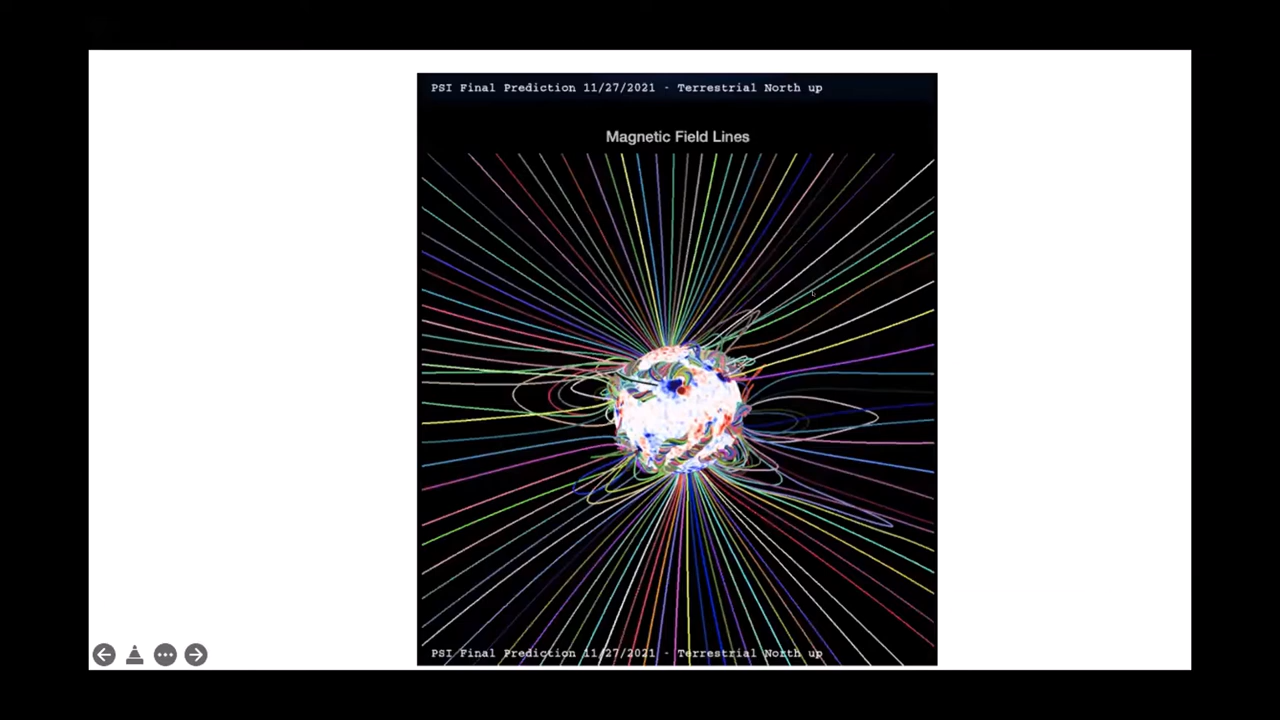 PSI Final Prediction 11/27/2021 - Terrestrial North up
Magnetic Field Lines
PSI Final Prediction 11/27/2021 - Terrestrial North up